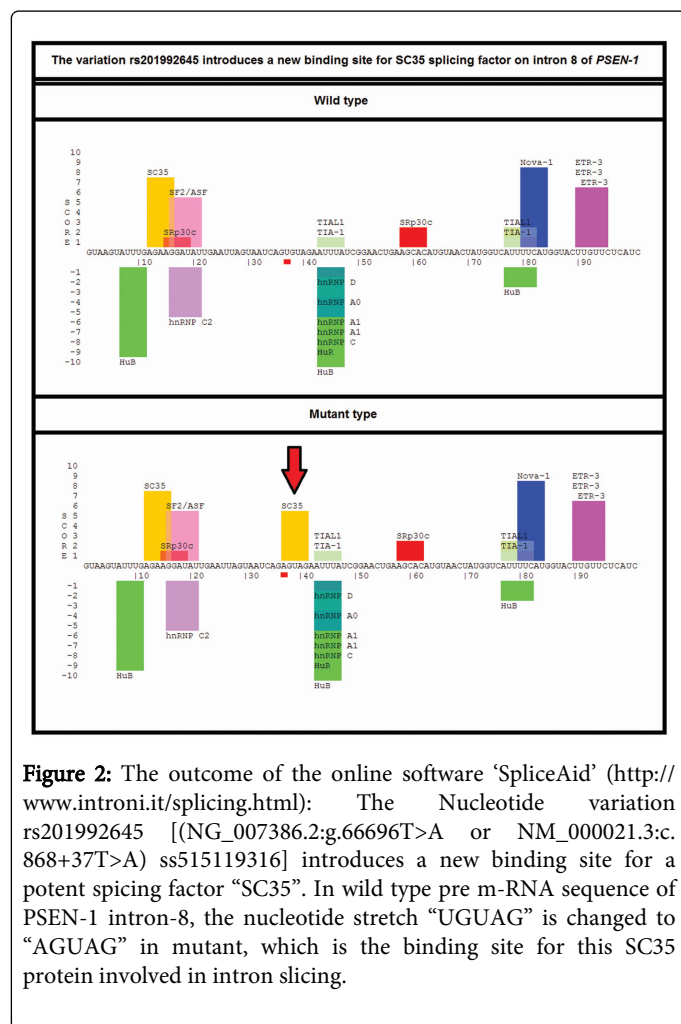 The variation rs201992645 introduces a new binding site for SC35 splicing factor on intron 8 of PSEN-1
Wild type
10
9
8
7
6
S 5
C 4
O 3
R 2
E 1
SC35
SF2/ASF
SRp30c
TIAL1
TIA-1
SRp30c
Nova-1
TIAL1
TIA-1
ETR-3
ETR-3
ETR-3
GUAAGUAUUUGAGAAGGAUAUUGAAUUAGUAAUCAGUGUAGAAUUUAUCGGAACUGAAGCACAUGUAACUAUGGUCAUUUUCAUGGUACUUGUUCUCAUC
|10 |20 |30 |40 |50 |60 |70 |80 |90
-1
-2
-3
-4
-5
-6
-7
-8
-9
-10
HuB
hnRNP C2
hnRNP D
hnRNP A0
hnRNP A1
hnRNP A1
hnRNP C
HuR
HuB
HuB
Mutant type
10
9
8
7
6
S 5
C 4
O 3
R 2
E 1
SC35
SF2/ASF
SRp30c
SC35
TIAL1
TIA-1
SRp30c
Nova-1
TIAL1
TIA-1
ETR-3
ETR-3
ETR-3
GUAAGUAUUUGAGAAGGAUAUUGAAUUAGUAAUCAGAGUAGAAUUUAUCGGAACUGAAGCACAUGUAACUAUGGUCAUUUUCAUGGUACUUGUUCUCAUC
|10 |20 |30 |40 |50 |60 |70 |80 |90
-1
-2
-3
-4
-5
-6
-7
-8
-9
-10
HuB
hnRNP C2
hnRNP D
hnRNP A0
hnRNP A1
hnRNP A1
hnRNP C
HuR
HuB
HuB
Figure 2: The outcome of the online software ‘SpliceAid’ (http://
www.introni.it/splicing.html): The Nucleotide variation
rs201992645 [(NG_007386.2:g.66696T>A or NM_000021.3:c.
868+37T>A) ss515119316] introduces a new binding site for a
potent spicing factor “SC35”. In wild type pre m-RNA sequence of
PSEN-1 intron-8, the nucleotide stretch “UGUAG” is changed to
“AGUAG” in mutant, which is the binding site for this SC35
protein involved in intron slicing.